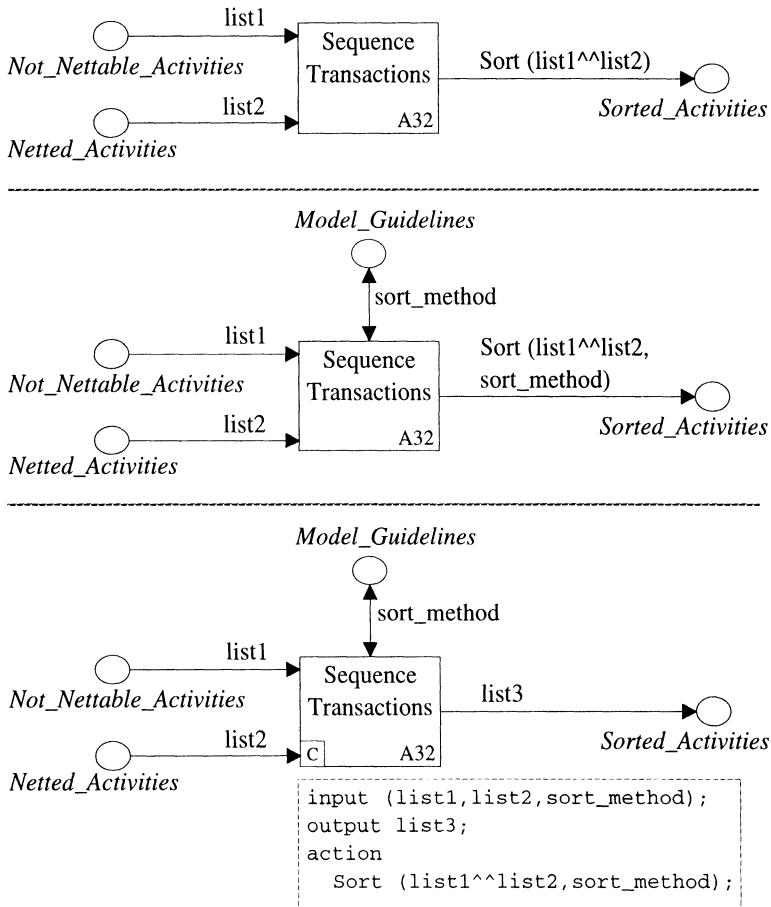 list1
Not_Nettable_Activities
list2
Netted_Activities
Sequence
Transactions
A32
Sort (list1^^list2)
Sorted_Activities
Model_Guidelines
sort_method
list1
Not_Nettable_Activities
list2
Netted_Activities
Sequence
Transactions
A32
Sort (list1^^list2,
sort_method)
Sorted_Activities
Model_Guidelines
sort_method
list1
Not_Nettable_Activities
list2
Netted_Activities
Sequence
Transactions
C
A32
list3
Sorted_Activities
input (list1,list2,sort_method);
output list3;
action
Sort (list1^^list2,sort_method);